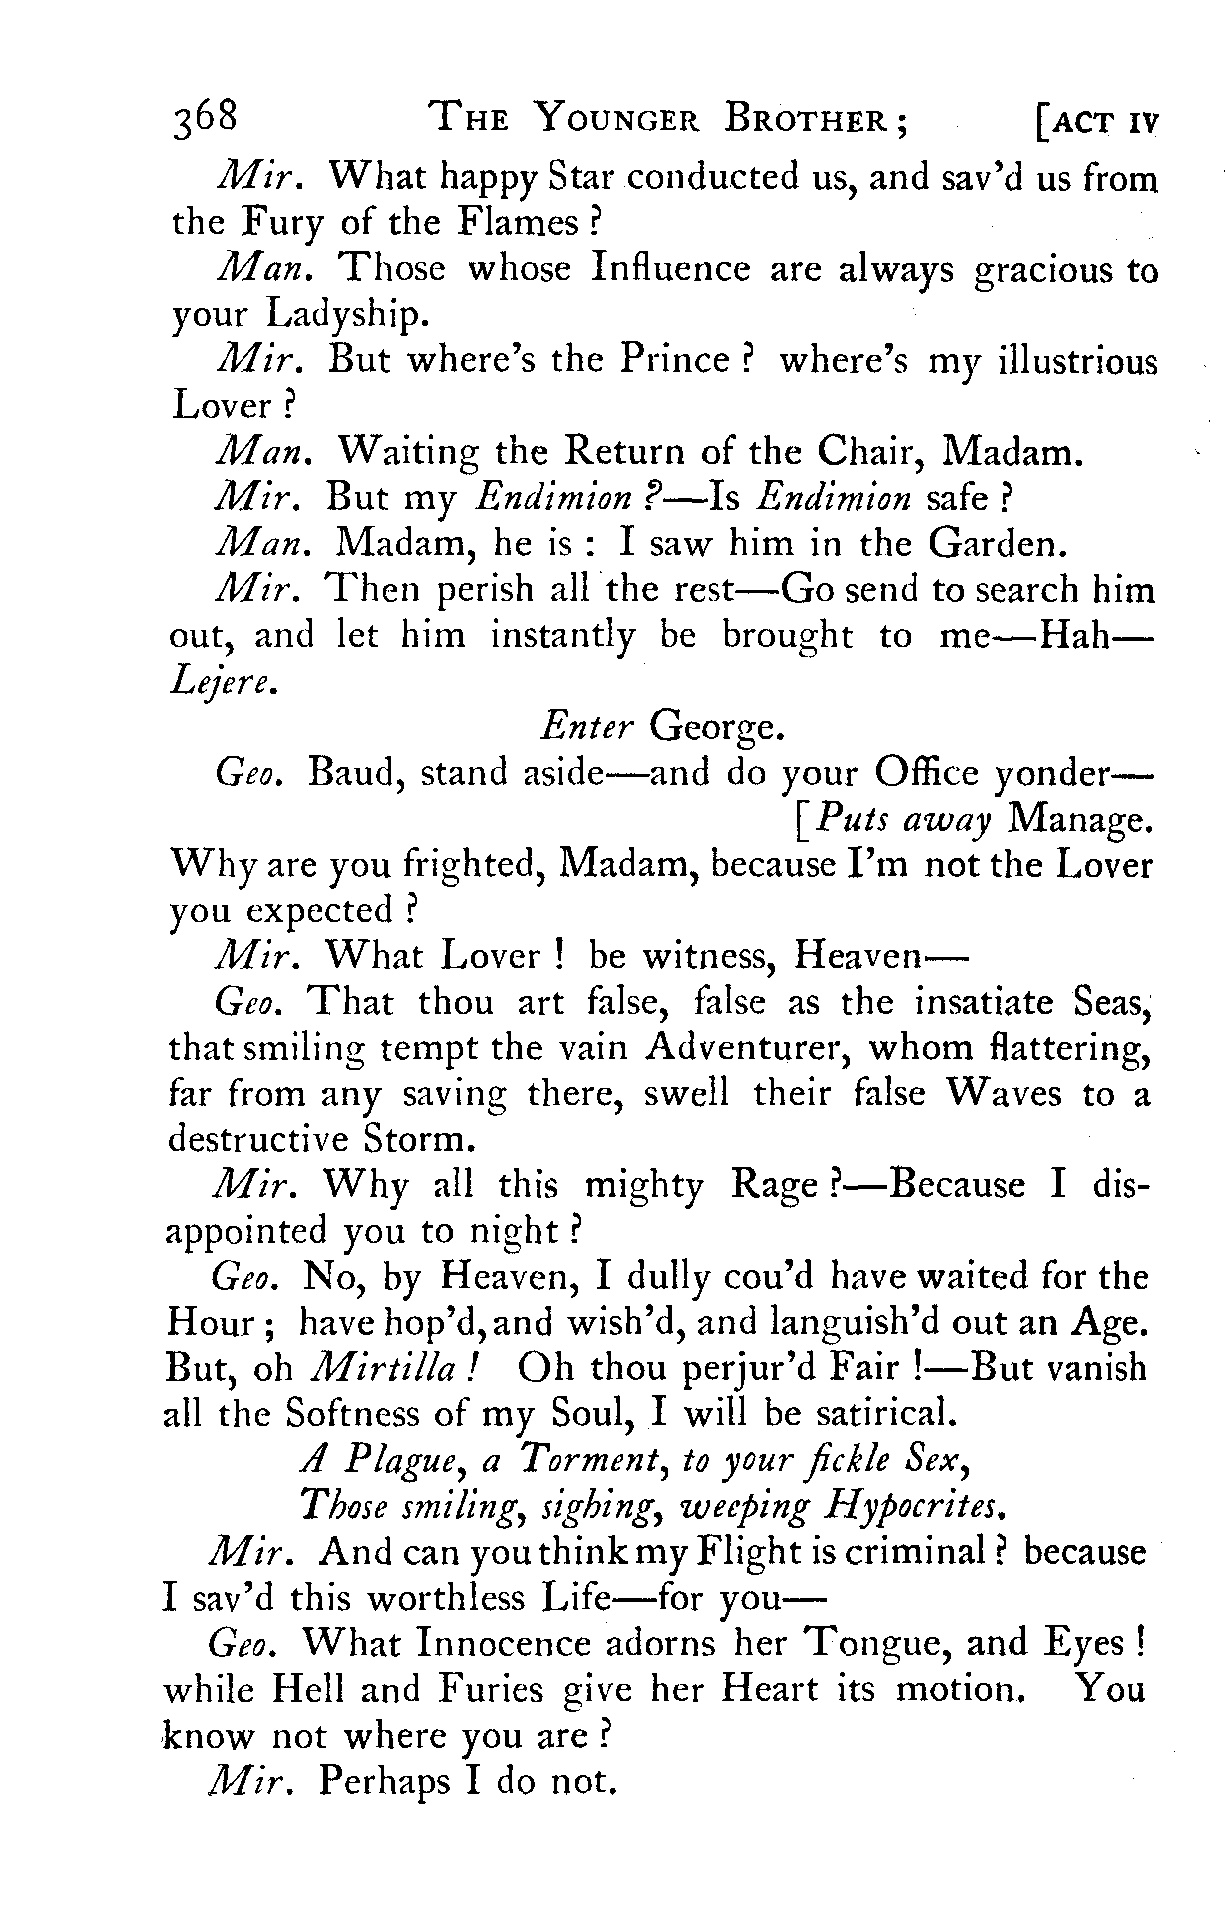 368 THE YOUNGER BROTHER ; [ACT IV
Mir. What happy Star conducted us, and sav'd us from
the Fury of the Flames ?
Man. Those whose Influence are always gracious to
your Ladyship.
Mir. But where's the Prince ? where's my illustrious
Lover ?
Man. Waiting the Return of the Chair, Madam.
Mir. But my Endimion ?—Is Endimion safe ?
Man. Madam, he is : I saw him in the Garden.
Mir. Then perish all the rest—Go send to search him
out, and let him instantly be brought to me—Hah—
Lejere.
Enter George.
Geo. Baud, stand aside—and do your Office yonder—
[Puts away Manage.
Why are you frighted, Madam, because I'm not the Lover
you expected ?
Mir. What Lover ! be witness, Heaven—
Geo. That thou art false, false as the insatiate Seas,
that smiling tempt the vain Adventurer, whom flattering,
far from any saving there, swell their false Waves to a
destructive Storm.
Mir. Why all this mighty Rage ?—Because I dis-
appointed you to night ?
Geo. No, by Heaven, I dully cou'd have waited for the
Hour ; have hop'd, and wish'd, and languish'd out an Age.
But, oh Mirtilla ! Oh thou perjur'd Fair !—But vanish
all the Softness of my Soul, I will be satirical.
A Plague, a Torment, to your fickle Sex,
Those smiling, sighing, weeping Hypocrites.
Mir. And can you think my Flight is criminal ? because
I sav'd this worthless Life—for you—
Geo. What Innocence adorns her Tongue, and Eyes !
while Hell and Furies give her Heart its motion. You
know not where you are ?
Mir. Perhaps I do not.